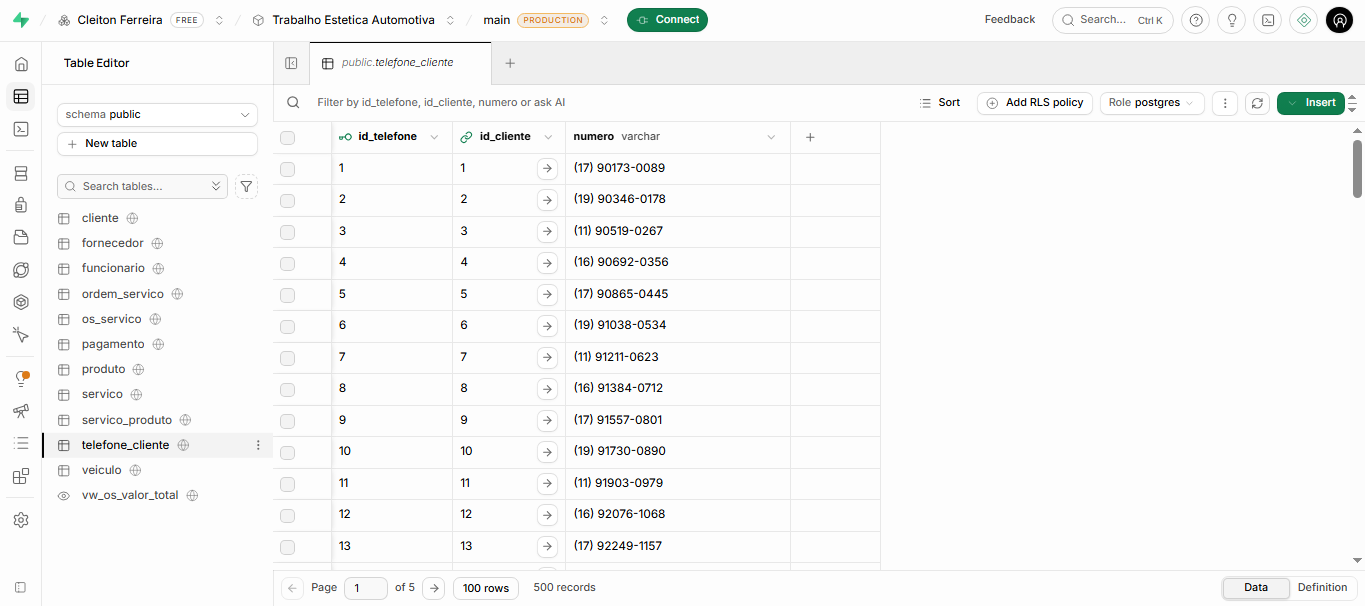 Cleiton Ferreira FREE Trabalho Estetica Automotiva main PRODUCTION Connect Feedback Search... Ctrl K
Table Editor
public.telefone_cliente
schema public
New table
Search tables...
cliente
fornecedor
funcionario
ordem_servico
os_servico
pagamento
produto
servico
servico_produto
telefone_cliente
veiculo
vw_os_valor_total
Filter by id_telefone, id_cliente, numero or ask AI Sort Add RLS policy Role postgres Insert
id_telefone id_cliente numero varchar
1 1 (17) 90173-0089
2 2 (19) 90346-0178
3 3 (11) 90519-0267
4 4 (16) 90692-0356
5 5 (17) 90865-0445
6 6 (19) 91038-0534
7 7 (11) 91211-0623
8 8 (16) 91384-0712
9 9 (17) 91557-0801
10 10 (19) 91730-0890
11 11 (11) 91903-0979
12 12 (16) 92076-1068
13 13 (17) 92249-1157
Page 1 of 5 100 rows 500 records Data Definition